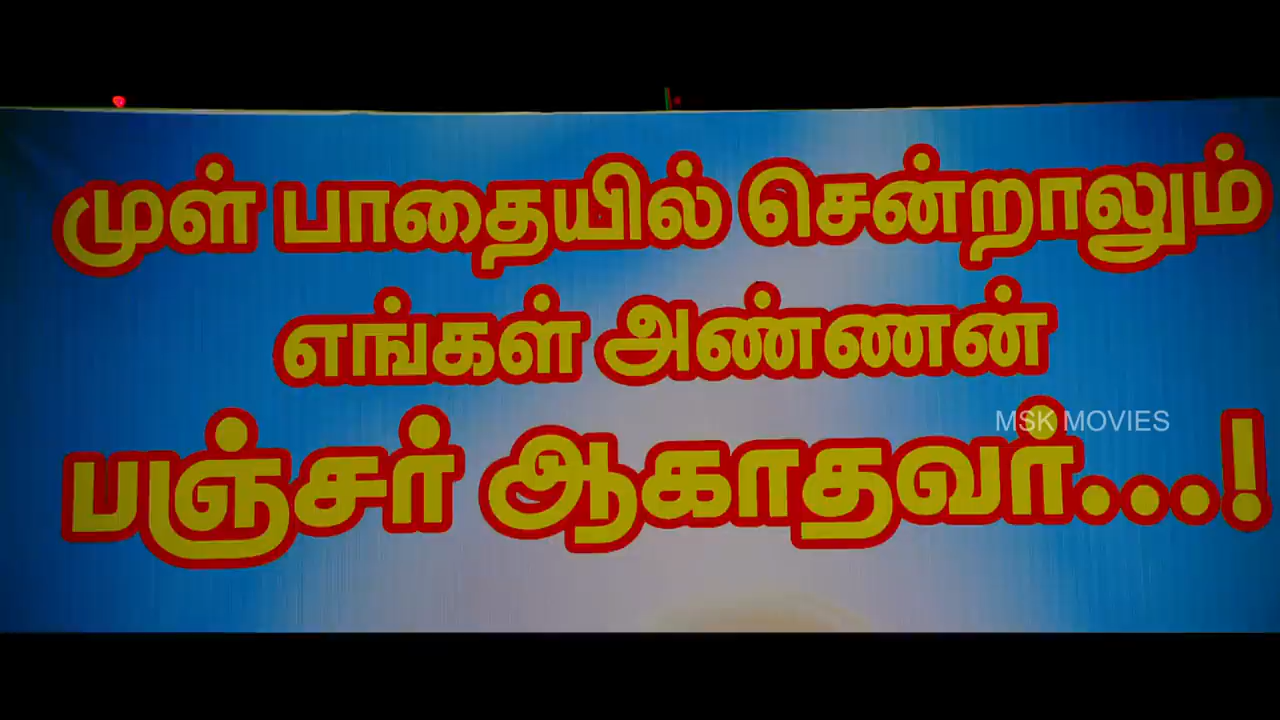 முள் பாதையில் சென்றாலும்
எங்கள் அண்ணன்
பஞ்சர் ஆகாதவர்...!
MSK MOVIES